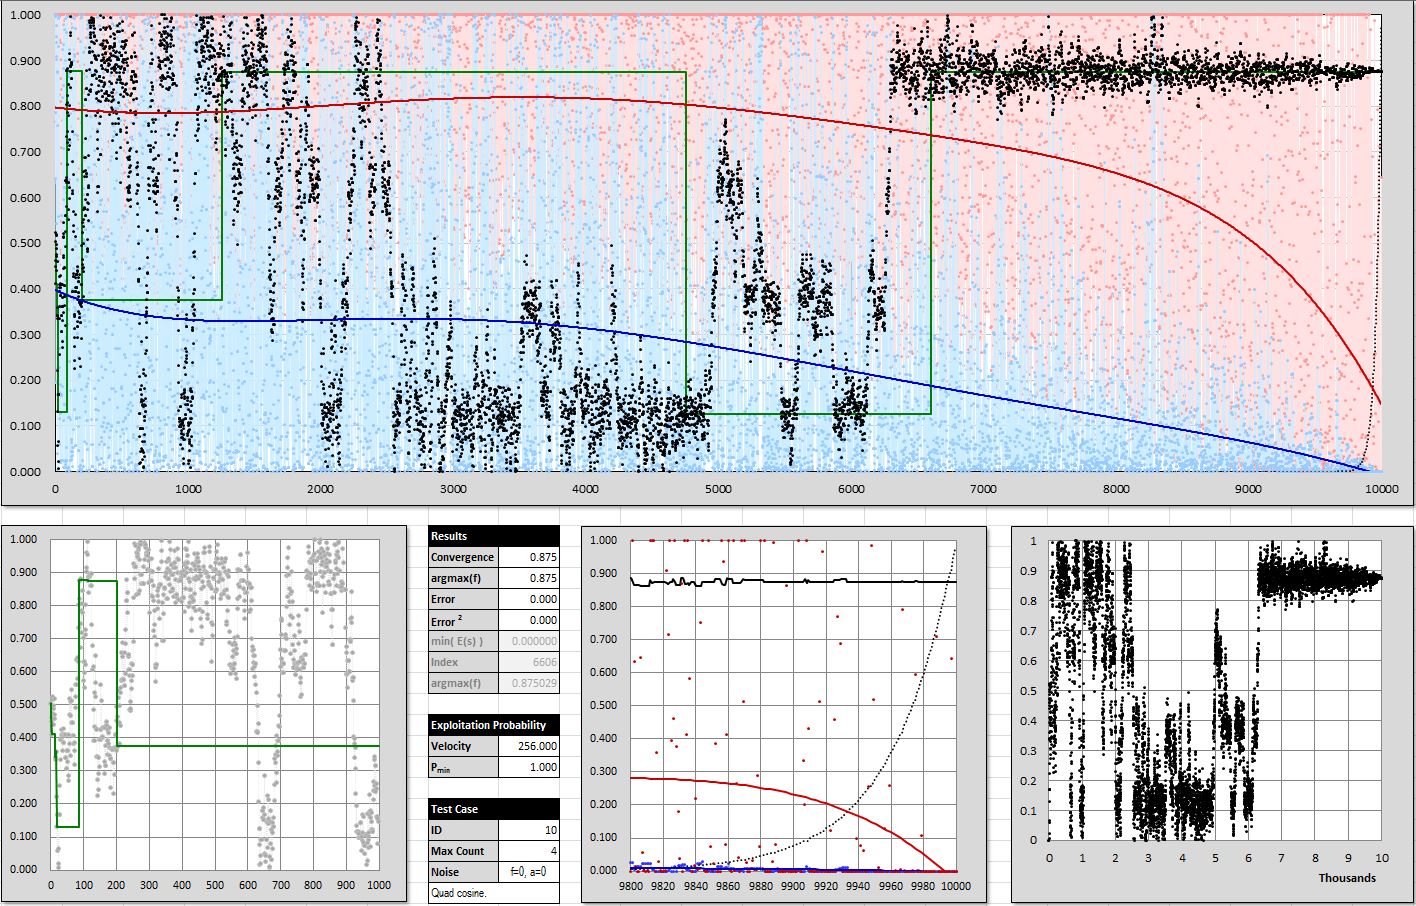 1.000
0.900
0.800
0.700
0.600
0.500
0.400
0.300
0.200
0.100
0.000
0 1000 2000 3000 4000 5000 6000 7000 8000 9000 10000
1.000
0.900
0.800
0.700
0.600
0.500
0.400
0.300
0.200
0.100
0.000
0 100 200 300 400 500 600 700 800 900 1000
Results
Convergence 0.875
argmax(f) 0.875
Error 0.000
Error ² 0.000
min( E(s) ) 0.000000
Index 6606
argmax(f) 0.875029
Exploitation Probability
Velocity 256.000
Pmin 1.000
Test Case
ID 10
Max Count 4
Noise f=0, a=0
Quad cosine.
1.000
0.900
0.800
0.700
0.600
0.500
0.400
0.300
0.200
0.100
0.000
9800 9820 9840 9860 9880 9900 9920 9940 9960 9980 10000
1
0.9
0.8
0.7
0.6
0.5
0.4
0.3
0.2
0.1
0
0 1 2 3 4 5 6 7 8 9 10
Thousands